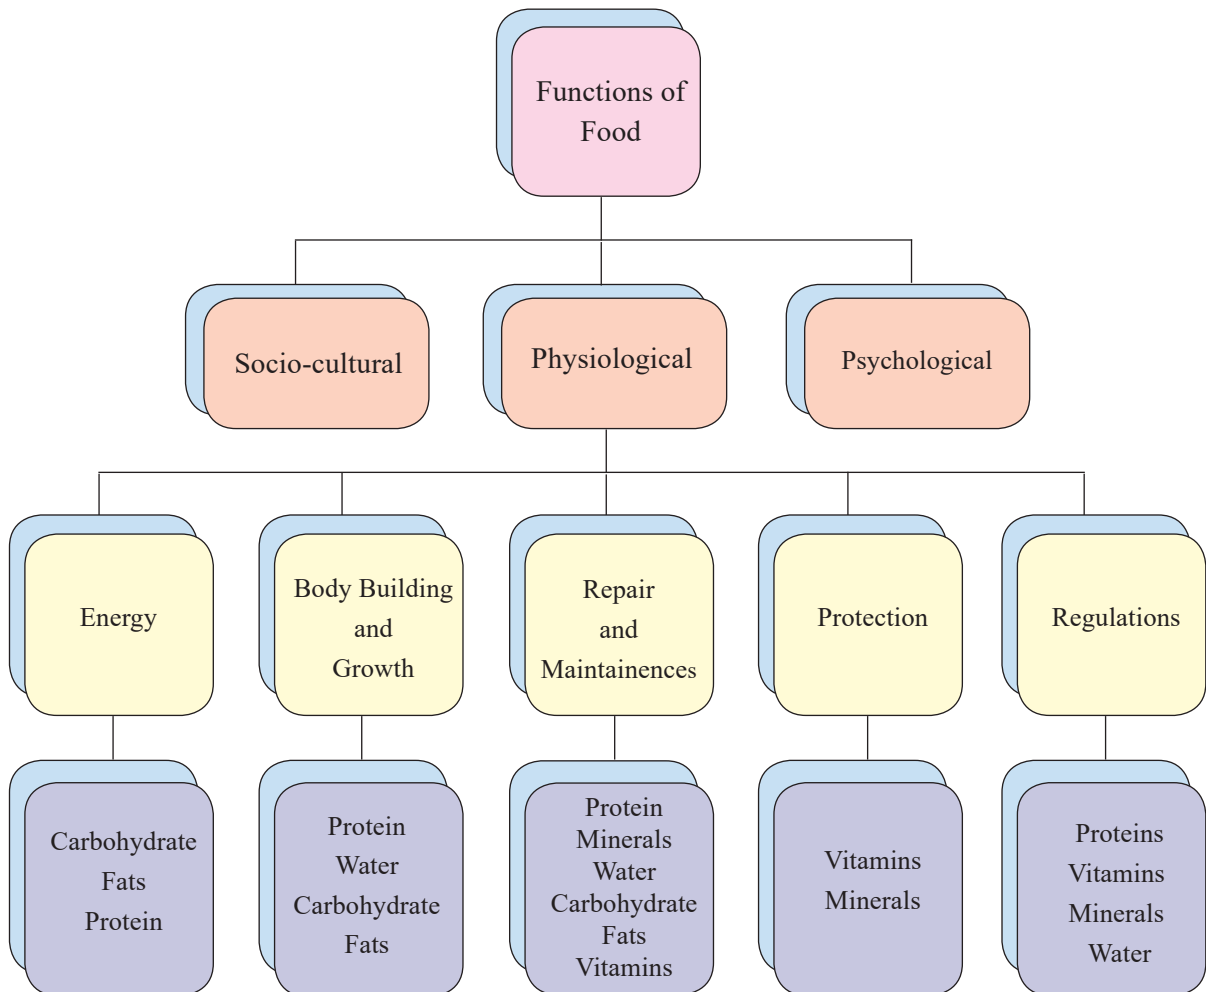 Functions of
Food
Socio-cultural
Physiological
Psychological
Energy
Body Building
and
Growth
Repair
and
Maintainences
Protection
Regulations
Carbohydrate
Fats
Protein
Protein
Water
Carbohydrate
Fats
Protein
Minerals
Water
Carbohydrate
Fats
Vitamins
Vitamins
Minerals
Proteins
Vitamins
Minerals
Water